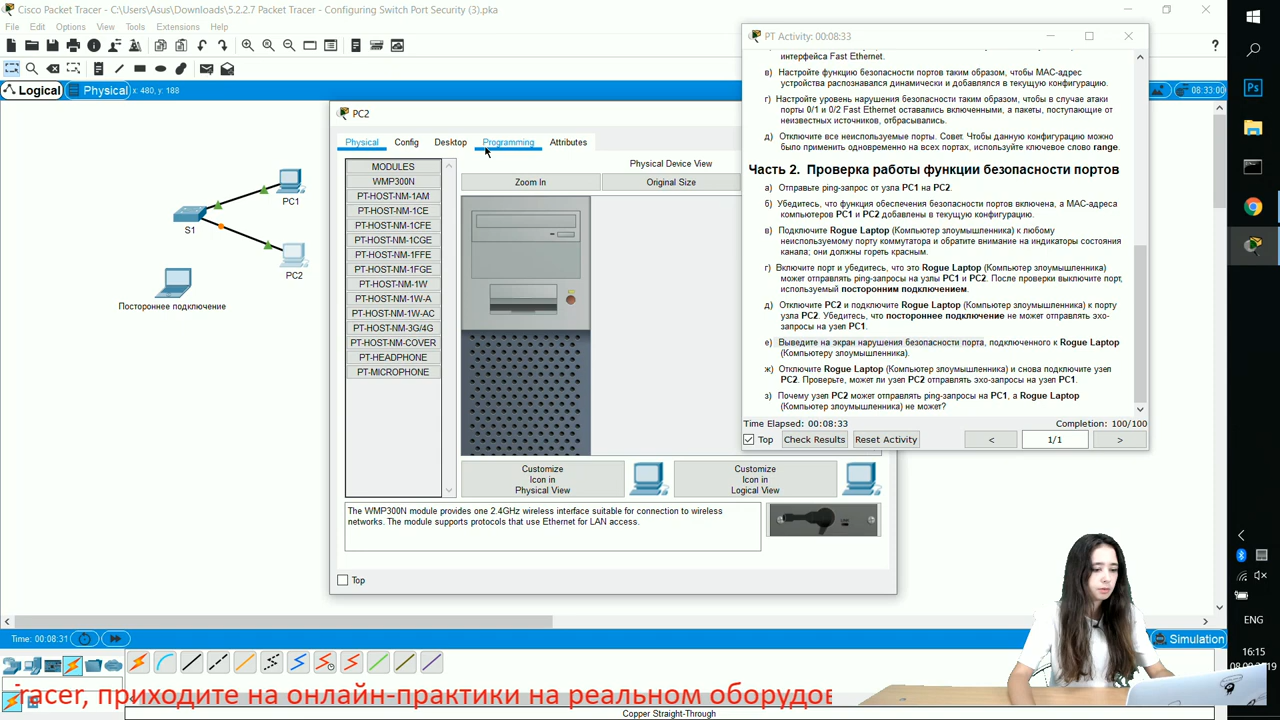 Cisco Packet Tracer - C:\Users\Asus\Downloads\5.2.2.7 Packet Tracer - Configuring Switch Port Security (3).pka
File Edit Options View Tools Extensions Help
Logical Physical x: 480, y: 188
08:33:00
PC1
S1
PC2
Постороннее подключение
PC2
Physical Config Desktop Programming Attributes
MODULES
WMP300N
PT-HOST-NM-1AM
PT-HOST-NM-1CE
PT-HOST-NM-1CFE
PT-HOST-NM-1CGE
PT-HOST-NM-1FFE
PT-HOST-NM-1FGE
PT-HOST-NM-1W
PT-HOST-NM-1W-A
PT-HOST-NM-1W-AC
PT-HOST-NM-3G/4G
PT-HOST-NM-COVER
PT-HEADPHONE
PT-MICROPHONE
Physical Device View
Zoom In Original Size
Customize
Icon in
Physical View
Customize
Icon in
Logical View
The WMP300N module provides one 2.4GHz wireless interface suitable for connection to wireless
networks. The module supports protocols that use Ethernet for LAN access.
Top
PT Activity: 00:08:33
интерфейса Fast Ethernet.
в) Настройте функцию безопасности портов таким образом, чтобы MAC-адрес
устройства распознавался динамически и добавлялся в текущую конфигурацию.
г) Настройте уровень нарушения безопасности таким образом, чтобы в случае атаки
порты 0/1 и 0/2 Fast Ethernet оставались включенными, а пакеты, поступающие от
неизвестных источников, отбрасывались.
д) Отключите все неиспользуемые порты. Совет. Чтобы данную конфигурацию можно
было применить одновременно на всех портах, используйте ключевое слово range.
Часть 2. Проверка работы функции безопасности портов
а) Отправьте ping-запрос от узла PC1 на PC2.
б) Убедитесь, что функция обеспечения безопасности портов включена, а MAC-адреса
компьютеров PC1 и PC2 добавлены в текущую конфигурацию.
в) Подключите Rogue Laptop (Компьютер злоумышленника) к любому
неиспользуемому порту коммутатора и обратите внимание на индикаторы состояния
канала; они должны гореть красным.
г) Включите порт и убедитесь, что это Rogue Laptop (Компьютер злоумышленника)
может отправлять ping-запросы на узлы PC1 и PC2. После проверки выключите порт,
используемый посторонним подключением.
д) Отключите PC2 и подключите Rogue Laptop (Компьютер злоумышленника) к порту
узла PC2. Убедитесь, что постороннее подключение не может отправлять эхо-
запросы на узел PC1.
е) Выведите на экран нарушения безопасности порта, подключенного к Rogue Laptop
(Компьютеру злоумышленника).
ж) Отключите Rogue Laptop (Компьютер злоумышленника) и снова подключите узел
PC2. Проверьте, может ли узел PC2 отправлять эхо-запросы на узел PC1.
з) Почему узел PC2 может отправлять ping-запросы на PC1, а Rogue Laptop
(Компьютер злоумышленника) не может?
Time Elapsed: 00:08:33 Completion: 100/100
Top Check Results Reset Activity < 1/1 >
Time: 00:08:31
Simulation
racer, приходите на онлайн-практики на реальном оборудов
Copper Straight-Through
Ps
ENG
16:15